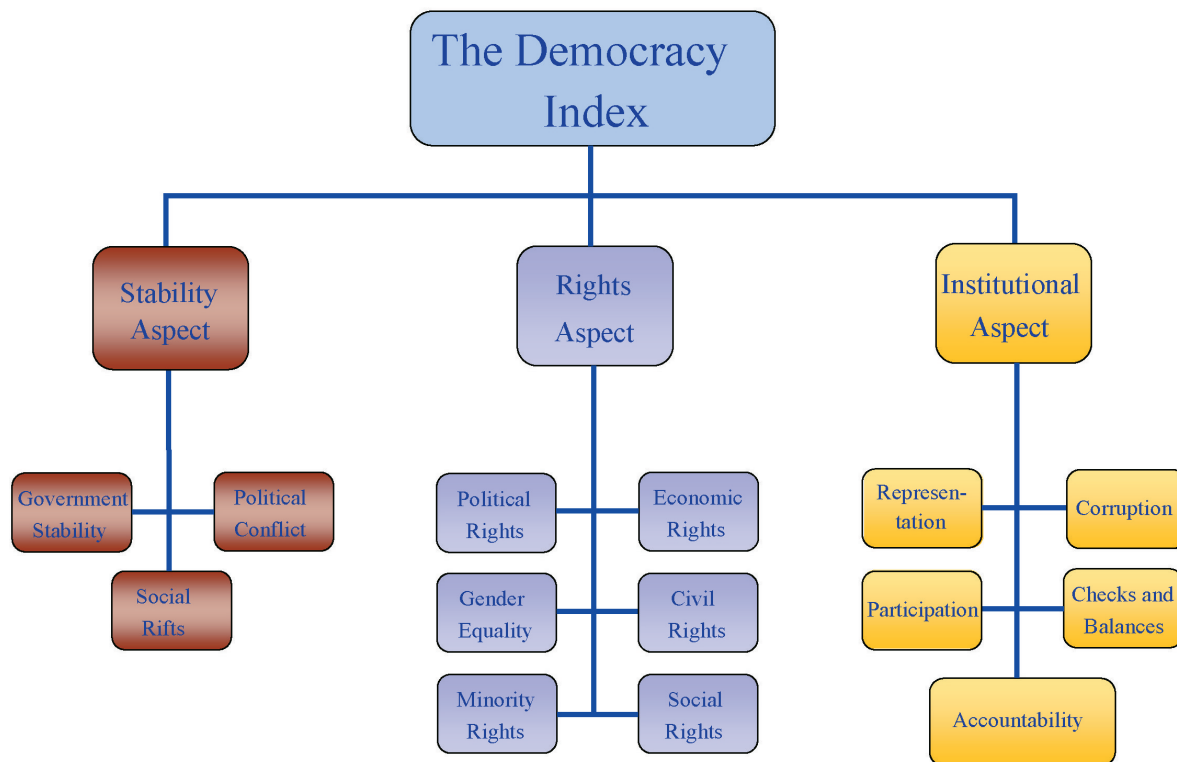 The Democracy
Index
Stability
Aspect
Rights
Aspect
Institutional
Aspect
Government
Stability
Political
Conflict
Social
Rifts
Political
Rights
Economic
Rights
Gender
Equality
Civil
Rights
Minority
Rights
Social
Rights
Represen-
tation
Corruption
Participation
Checks and
Balances
Accountability